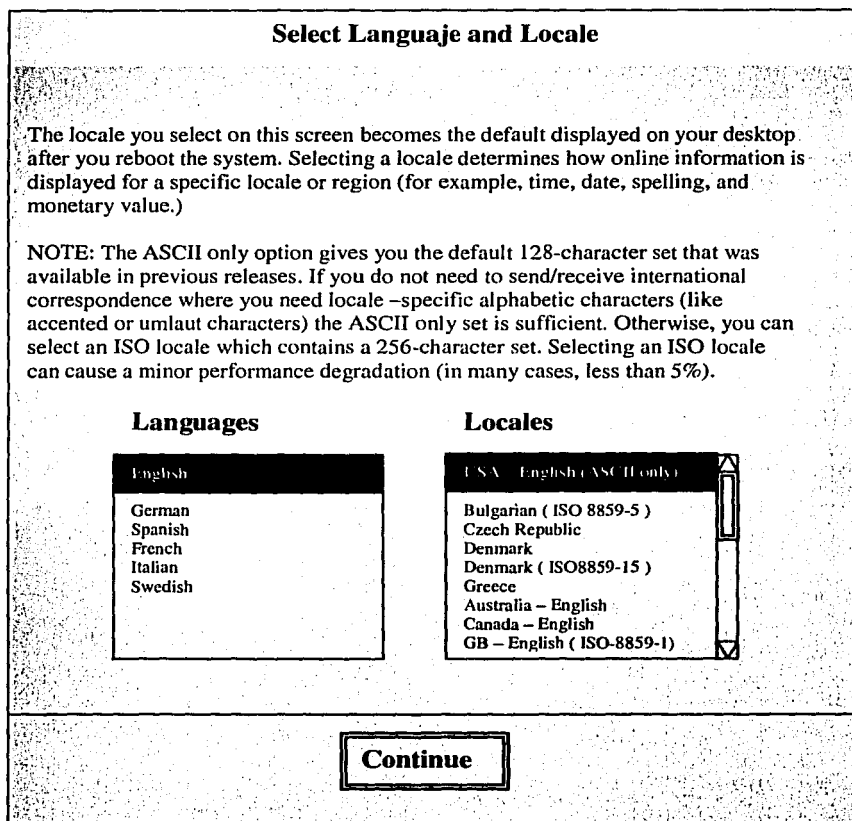 Select Languaje and Locale
The locale you select on this screen becomes the default displayed on your desktop
after you reboot the system. Selecting a locale determines how online information is
displayed for a specific locale or region (for example, time, date, spelling, and
monetary value.)
NOTE: The ASCII only option gives you the default 128-character set that was
available in previous releases. If you do not need to send/receive international
correspondence where you need locale –specific alphabetic characters (like
accented or umlaut characters) the ASCII only set is sufficient. Otherwise, you can
select an ISO locale which contains a 256-character set. Selecting an ISO locale
can cause a minor performance degradation (in many cases, less than 5%).
Languages
English
German
Spanish
French
Italian
Swedish
Locales
USA – English (ASCII only)
Bulgarian ( ISO 8859-5 )
Czech Republic
Denmark
Denmark ( ISO8859-15 )
Greece
Australia – English
Canada – English
GB – English ( ISO-8859-1)
Continue